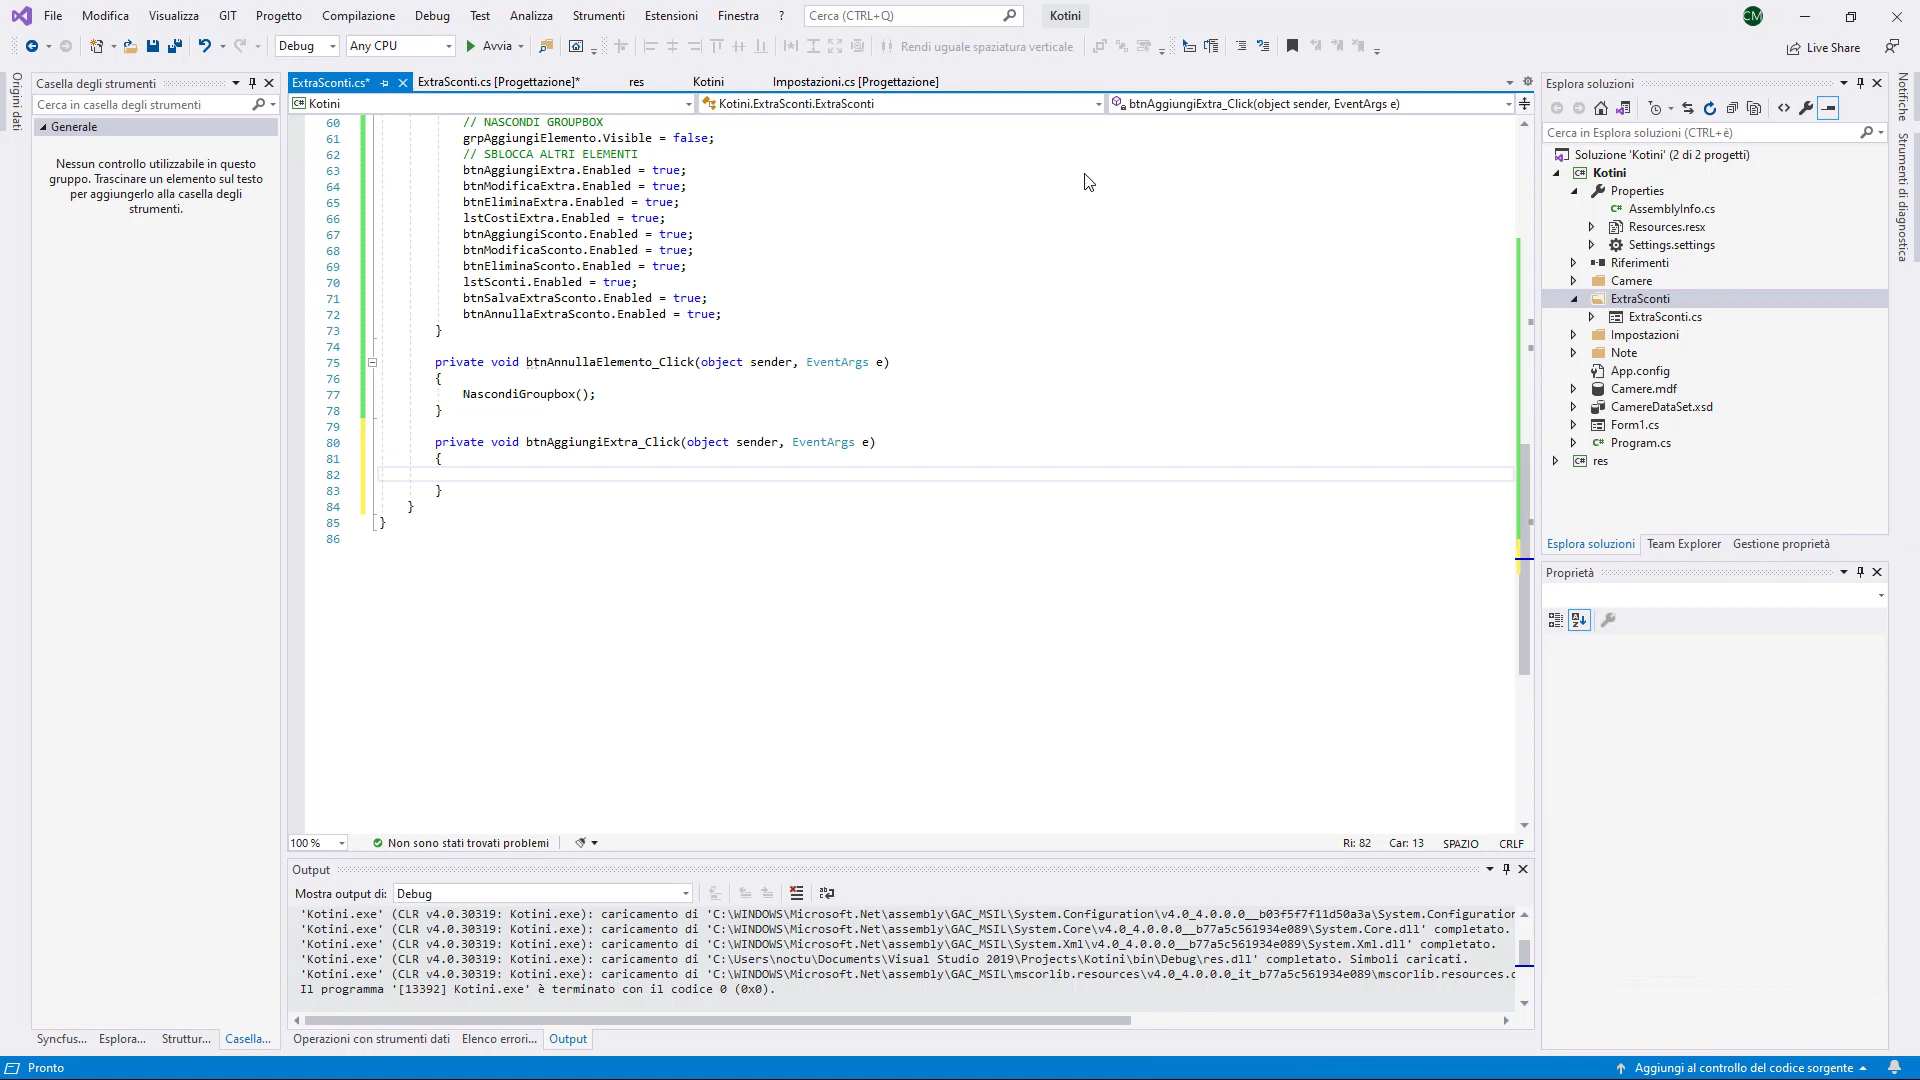 File Modifica Visualizza GIT Progetto Compilazione Debug Test Analizza Strumenti Estensioni Finestra ? Cerca (CTRL+Q) Kotini CM
Debug Any CPU Avvia Rendi uguale spaziatura verticale Live Share
Origini dati
Casella degli strumenti
Cerca in casella degli strumenti
Generale
Nessun controllo utilizzabile in questo
gruppo. Trascinare un elemento sul testo
per aggiungerlo alla casella degli
strumenti.
Syncfus... Esplora... Struttur... Casella...
ExtraSconti.cs* ExtraSconti.cs [Progettazione]* res Kotini Impostazioni.cs [Progettazione]
Kotini Kotini.ExtraSconti.ExtraSconti btnAggiungiExtra_Click(object sender, EventArgs e)
60 // NASCONDI GROUPBOX
61 grpAggiungiElemento.Visible = false;
62 // SBLOCCA ALTRI ELEMENTI
63 btnAggiungiExtra.Enabled = true;
64 btnModificaExtra.Enabled = true;
65 btnEliminaExtra.Enabled = true;
66 lstCostiExtra.Enabled = true;
67 btnAggiungiSconto.Enabled = true;
68 btnModificaSconto.Enabled = true;
69 btnEliminaSconto.Enabled = true;
70 lstSconti.Enabled = true;
71 btnSalvaExtraSconto.Enabled = true;
72 btnAnnullaExtraSconto.Enabled = true;
73 }
74
75 private void btnAnnullaElemento_Click(object sender, EventArgs e)
76 {
77 NascondiGroupbox();
78 }
79
80 private void btnAggiungiExtra_Click(object sender, EventArgs e)
81 {
82
83 }
84 }
85 }
86
100 % Non sono stati trovati problemi Ri: 82 Car: 13 SPAZIO CRLF
Output
Mostra output di: Debug
'Kotini.exe' (CLR v4.0.30319: Kotini.exe): caricamento di 'C:\WINDOWS\Microsoft.Net\assembly\GAC_MSIL\System.Configuration\v4.0_4.0.0.0__b03f5f7f11d50a3a\System.Configuration
'Kotini.exe' (CLR v4.0.30319: Kotini.exe): caricamento di 'C:\WINDOWS\Microsoft.Net\assembly\GAC_MSIL\System.Core\v4.0_4.0.0.0__b77a5c561934e089\System.Core.dll' completato.
'Kotini.exe' (CLR v4.0.30319: Kotini.exe): caricamento di 'C:\WINDOWS\Microsoft.Net\assembly\GAC_MSIL\System.Xml\v4.0_4.0.0.0__b77a5c561934e089\System.Xml.dll' completato.
'Kotini.exe' (CLR v4.0.30319: Kotini.exe): caricamento di 'C:\Users\noctu\Documents\Visual Studio 2019\Projects\Kotini\bin\Debug\res.dll' completato. Simboli caricati.
'Kotini.exe' (CLR v4.0.30319: Kotini.exe): caricamento di 'C:\WINDOWS\Microsoft.Net\assembly\GAC_MSIL\mscorlib.resources\v4.0_4.0.0.0_it_b77a5c561934e089\mscorlib.resources.d
Il programma '[13392] Kotini.exe' è terminato con il codice 0 (0x0).
Operazioni con strumenti dati Elenco errori... Output
Esplora soluzioni
Cerca in Esplora soluzioni (CTRL+è)
Soluzione 'Kotini' (2 di 2 progetti)
Kotini
Properties
AssemblyInfo.cs
Resources.resx
Settings.settings
Riferimenti
Camere
ExtraSconti
ExtraSconti.cs
Impostazioni
Note
App.config
Camere.mdf
CamereDataSet.xsd
Form1.cs
Program.cs
res
Esplora soluzioni Team Explorer Gestione proprietà
Proprietà
Notifiche
Strumenti di diagnostica
Pronto Aggiungi al controllo del codice sorgente